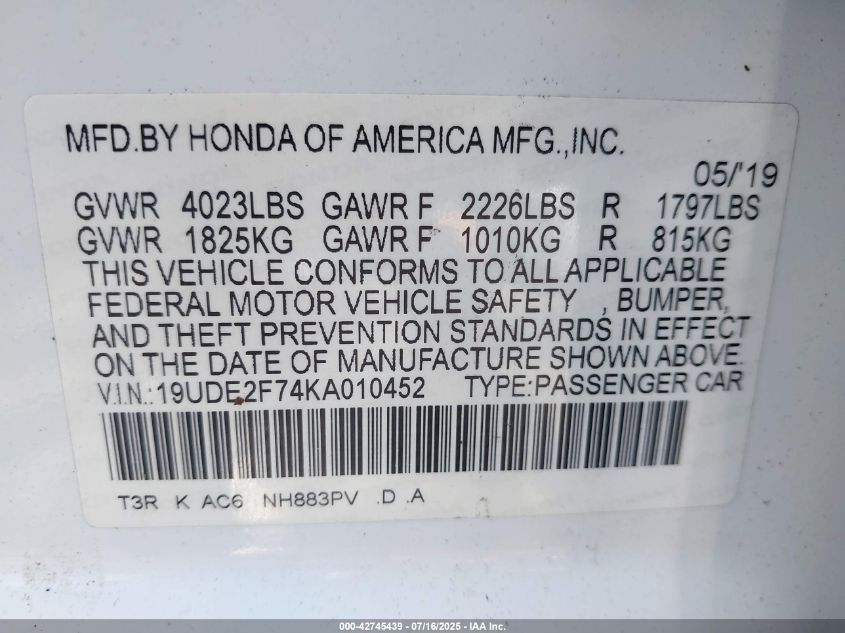 MFD.BY HONDA OF AMERICA MFG.,INC.
05/'19
GVWR 4023LBS GAWR F 2226LBS R 1797LBS
GVWR 1825KG GAWR F 1010KG R 815KG
THIS VEHICLE CONFORMS TO ALL APPLICABLE
FEDERAL MOTOR VEHICLE SAFETY , BUMPER,
AND THEFT PREVENTION STANDARDS IN EFFECT
ON THE DATE OF MANUFACTURE SHOWN ABOVE.
V.I.N.:19UDE2F74KA010452 TYPE:PASSENGER CAR
T3R K AC6 NH883PV .D .A
000-42745439 - 07/16/2025 - IAA Inc.